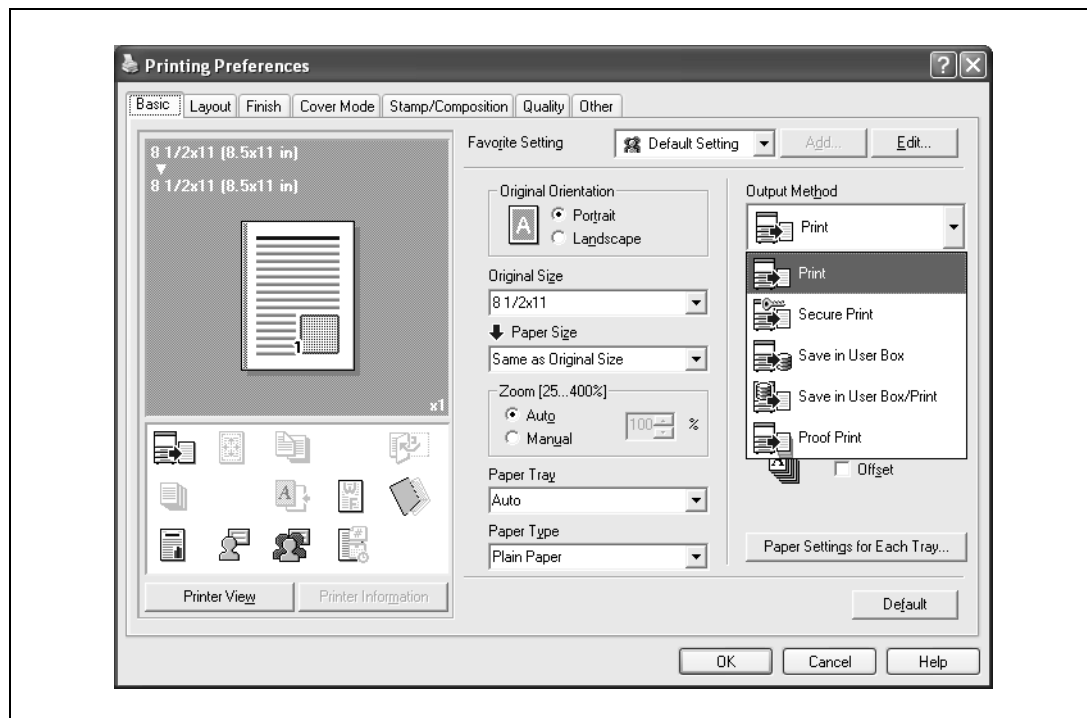 Printing Preferences
Basic Layout Finish Cover Mode Stamp/Composition Quality Other
8 1/2x11 (8.5x11 in)
8 1/2x11 (8.5x11 in)
1
x1
Printer View Printer Information
Favorite Setting Default Setting Add... Edit...
Original Orientation
A
Portrait
Landscape
Original Size
8 1/2x11
Paper Size
Same as Original Size
Zoom [25...400%]
Auto
Manual
100 %
Paper Tray
Auto
Paper Type
Plain Paper
Output Method
Print
Print
Secure Print
Save in User Box
Save in User Box/Print
Proof Print
Offset
Paper Settings for Each Tray...
Default
OK Cancel Help